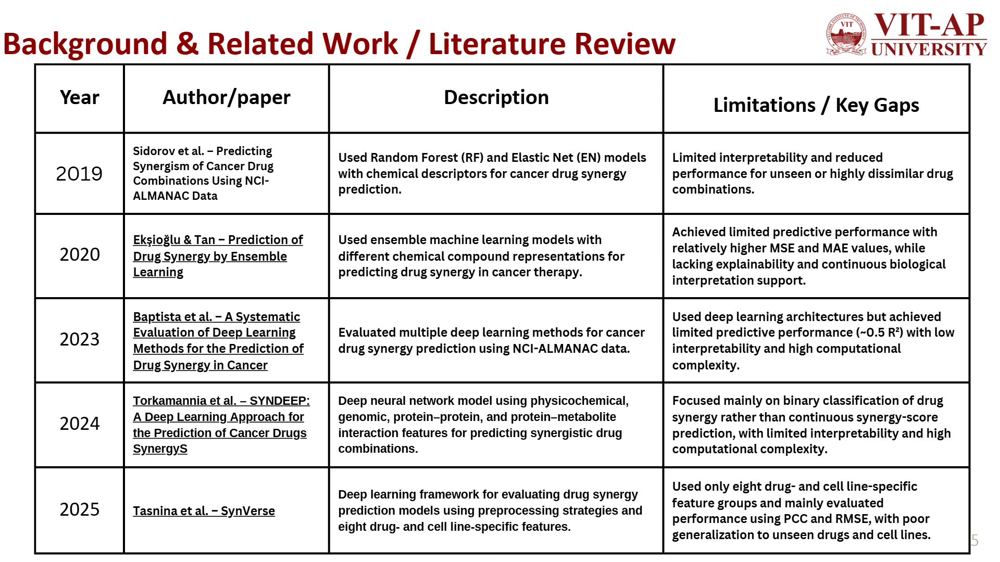 Background & Related Work / Literature Review
VIT
VIT-AP
UNIVERSITY
Year
Author/paper
Description
Limitations / Key Gaps
2019
Sidorov et al. – Predicting
Synergism of Cancer Drug
Combinations Using NCI-
ALMANAC Data
Used Random Forest (RF) and Elastic Net (EN) models
with chemical descriptors for cancer drug synergy
prediction.
Limited interpretability and reduced
performance for unseen or highly dissimilar drug
combinations.
2020
Ekşioğlu & Tan – Prediction of
Drug Synergy by Ensemble
Learning
Used ensemble machine learning models with
different chemical compound representations for
predicting drug synergy in cancer therapy.
Achieved limited predictive performance with
relatively higher MSE and MAE values, while
lacking explainability and continuous biological
interpretation support.
2023
Baptista et al. – A Systematic
Evaluation of Deep Learning
Methods for the Prediction of
Drug Synergy in Cancer
Evaluated multiple deep learning methods for cancer
drug synergy prediction using NCI-ALMANAC data.
Used deep learning architectures but achieved
limited predictive performance (~0.5 R²) with low
interpretability and high computational
complexity.
2024
Torkamannia et al. – SYNDEEP:
A Deep Learning Approach for
the Prediction of Cancer Drugs
SynergyS
Deep neural network model using physicochemical,
genomic, protein–protein, and protein–metabolite
interaction features for predicting synergistic drug
combinations.
Focused mainly on binary classification of drug
synergy rather than continuous synergy-score
prediction, with limited interpretability and high
computational complexity.
2025
Tasnina et al. – SynVerse
Deep learning framework for evaluating drug synergy
prediction models using preprocessing strategies and
eight drug- and cell line-specific features.
Used only eight drug- and cell line-specific
feature groups and mainly evaluated
performance using PCC and RMSE, with poor
generalization to unseen drugs and cell lines.
5